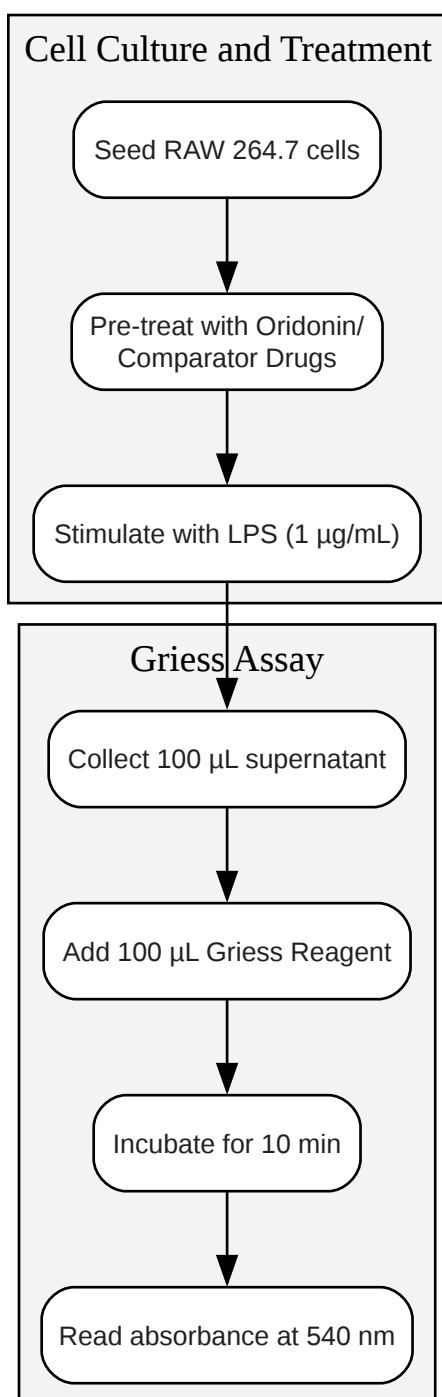 Cell Culture and Treatment
Seed RAW 264.7 cells
Pre-treat with Oridonin/
Comparator Drugs
Stimulate with LPS (1 µg/mL)
Griess Assay
Collect 100 µL supernatant
Add 100 µL Griess Reagent
Incubate for 10 min
Read absorbance at 540 nm